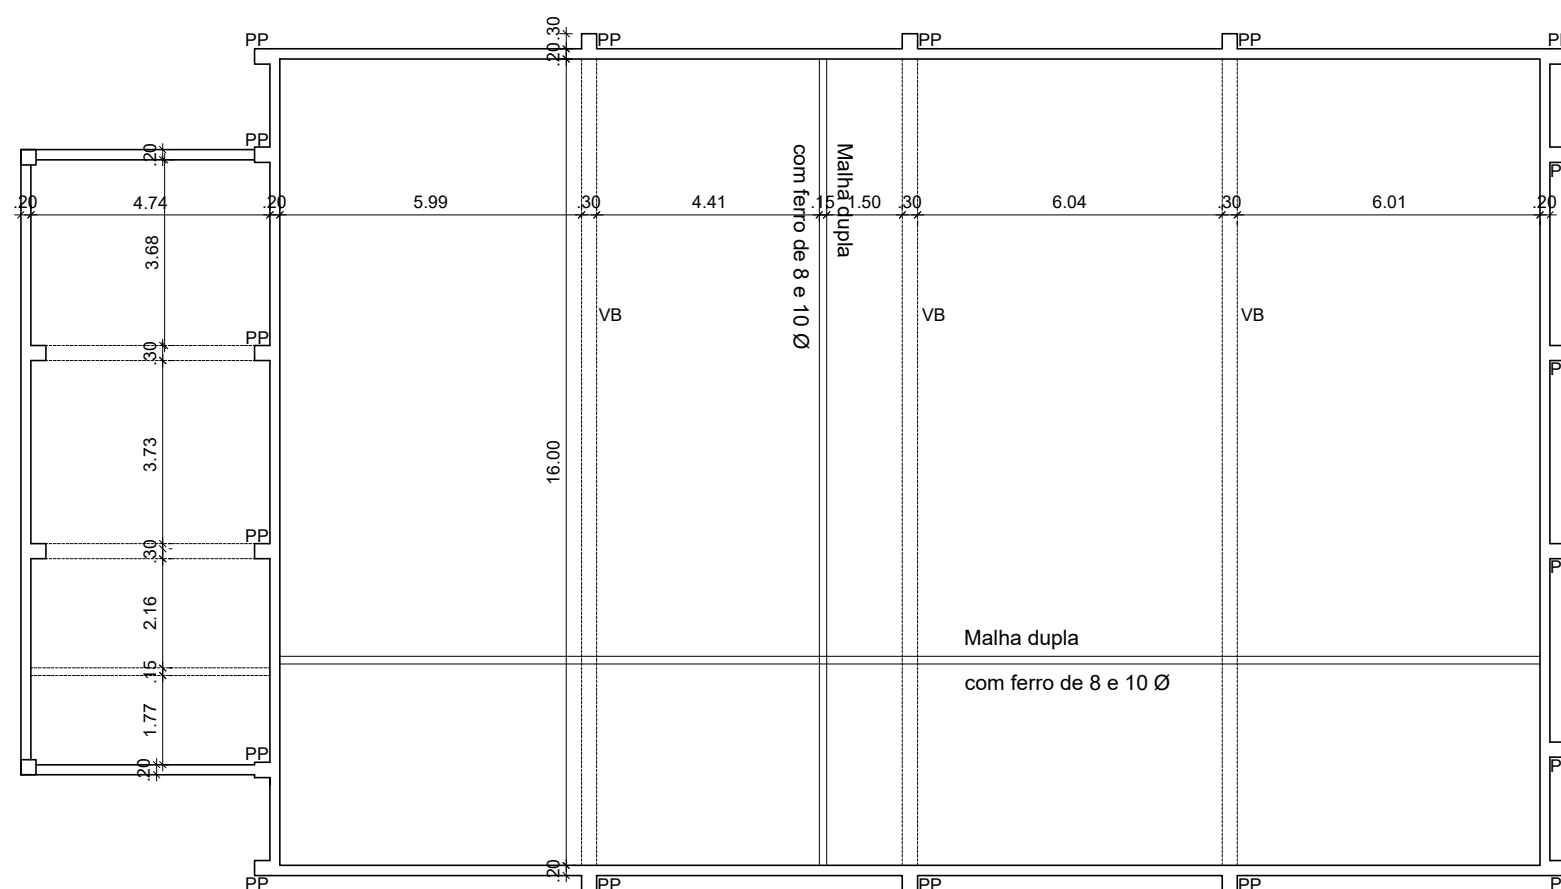 .30
PP
PP
PP
PP
.20
PP
.20
Malha dupla
com ferro de 8 e 10 Ø
.20
4.74
.20
5.99
.30
4.41
.15
1.50
.30
6.04
.30
6.01
.20
3.68
VB
VB
VB
PP
.30
3.73
16.00
PP
.30
2.16
Malha dupla
.15
com ferro de 8 e 10 Ø
1.77
PP
.20
.20
PP
PP
PP
PP